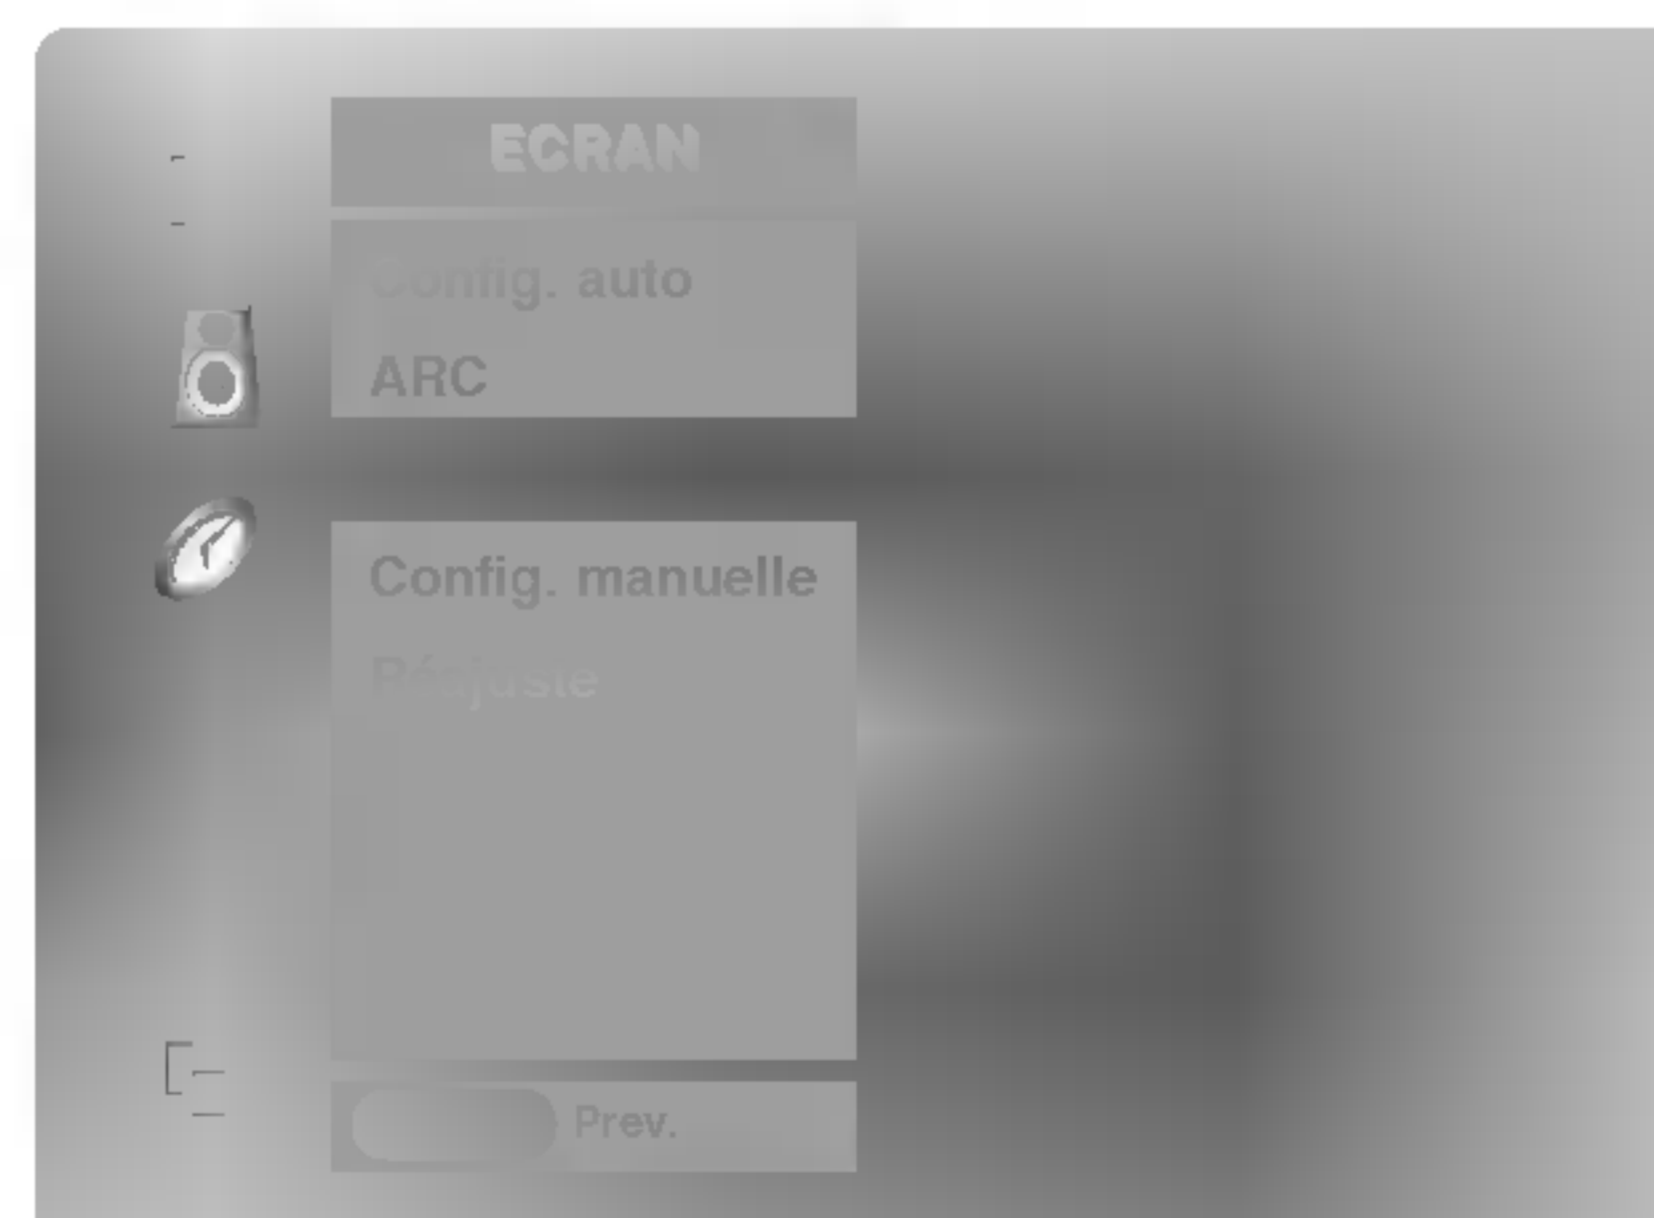 ECRAN
Config. auto
ARC
Config. manuelle
Réajuste
Prev.